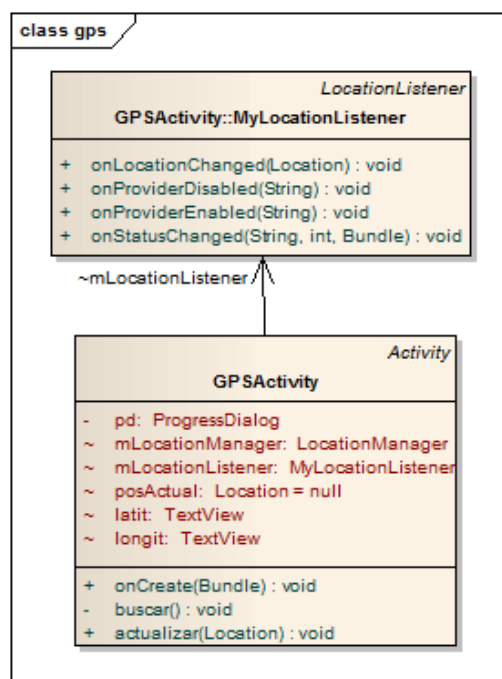 class gps
LocationListener
GPSActivity::MyLocationListener
+ onLocationChanged(Location) : void
+ onProviderDisabled(String) : void
+ onProviderEnabled(String) : void
+ onStatusChanged(String, int, Bundle) : void
~mLocationListener
Activity
GPSActivity
- pd: ProgressDialog
~ mLocationManager: LocationManager
~ mLocationListener: MyLocationListener
~ posActual: Location = null
~ latit: TextView
~ longit: TextView
+ onCreate(Bundle) : void
- buscar() : void
+ actualizar(Location) : void